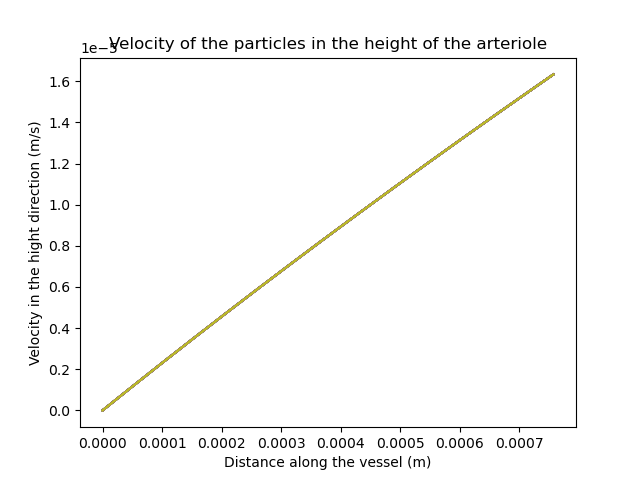 Velocity of the particles in the height of the arteriole
1e−5
1.6
1.4
1.2
1.0
0.8
0.6
0.4
0.2
0.0
Velocity in the hight direction (m/s)
0.0000 0.0001 0.0002 0.0003 0.0004 0.0005 0.0006 0.0007
Distance along the vessel (m)